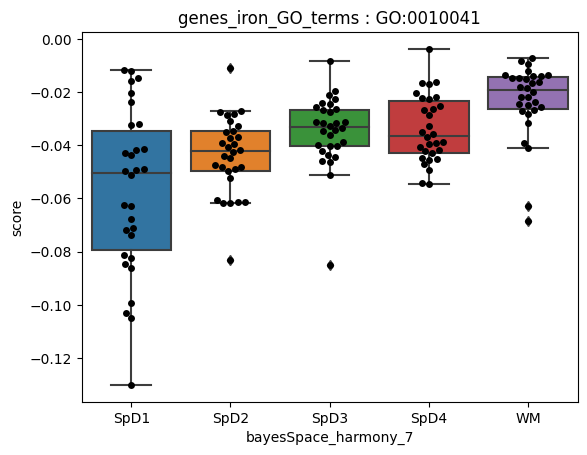 genes_iron_GO_terms : GO:0010041
0.00
−0.02
−0.04
−0.06
−0.08
−0.10
−0.12
score
SpD1 SpD2 SpD3 SpD4 WM
bayesSpace_harmony_7